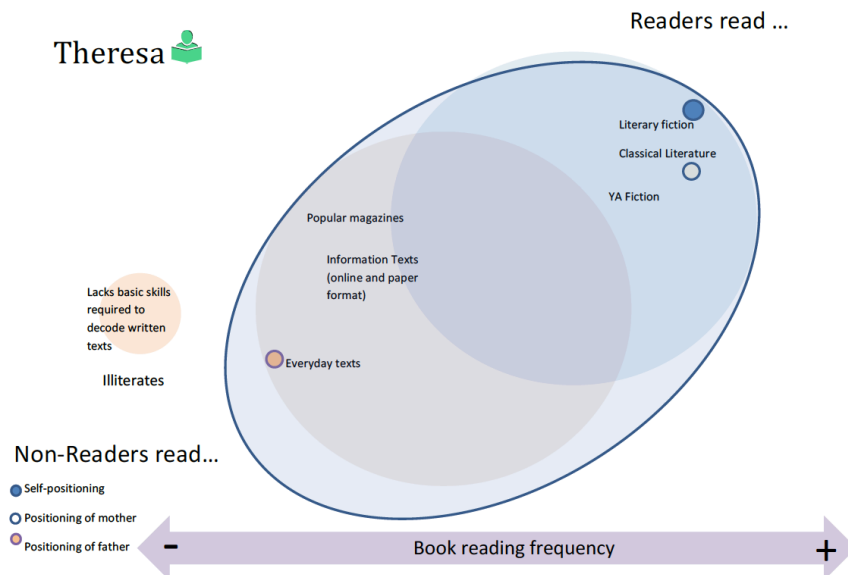 Readers read ...
Theresa
Literary fiction
Classical Literature
YA Fiction
Popular magazines
Information Texts
(online and paper
format)
Lacks basic skills
required to
decode written
texts
Everyday texts
Illiterates
Non-Readers read...
Self-positioning
Positioning of mother
Positioning of father
-
Book reading frequency
+